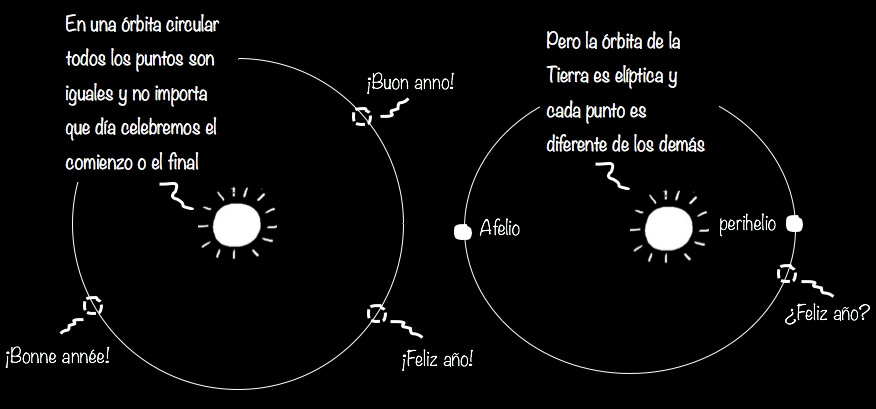 En una órbita circular
todos los puntos son
iguales y no importa
que día celebremos el
comienzo o el final
¡Buon anno!
¡Bonne année!
¡Feliz año!
Pero la órbita de la
Tierra es elíptica y
cada punto es
diferente de los demás
Afelio
perihelio
¿Feliz año?